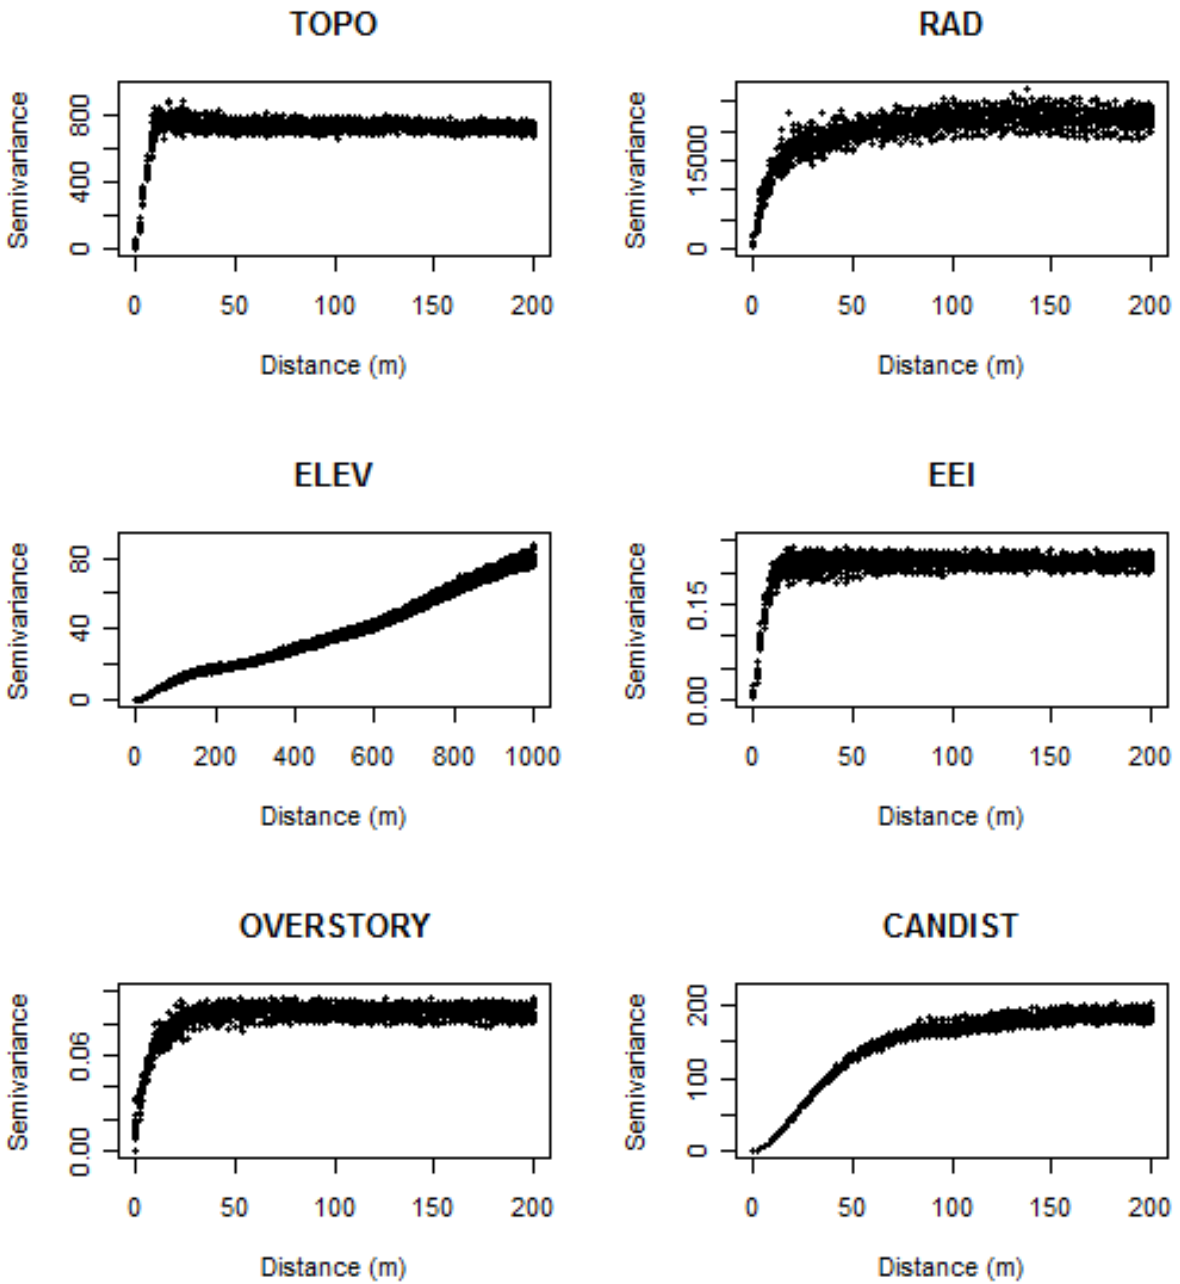 TOPO
Semivariance
0 400 800
0 50 100 150 200
Distance (m)
RAD
Semivariance
0 15000
0 50 100 150 200
Distance (m)
ELEV
Semivariance
0 40 80
0 200 400 600 800 1000
Distance (m)
EEI
Semivariance
0.00 0.15
0 50 100 150 200
Distance (m)
OVERSTORY
Semivariance
0.00 0.06
0 50 100 150 200
Distance (m)
CANDIST
Semivariance
0 100 200
0 50 100 150 200
Distance (m)